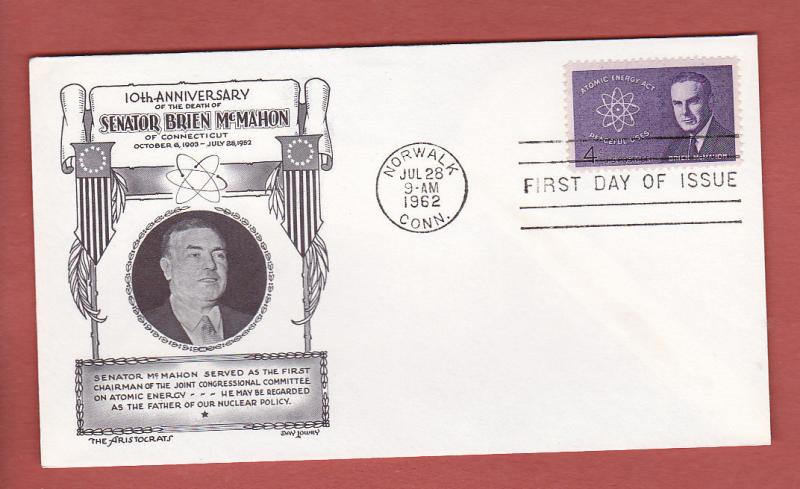 10th ANNIVERSARY
OF THE DEATH OF
SENATOR BRIEN McMAHON
OF CONNECTICUT
OCTOBER 6, 1903 - JULY 28, 1952
SENATOR McMAHON SERVED AS THE FIRST
CHAIRMAN OF THE JOINT CONGRESSIONAL COMMITTEE
ON ATOMIC ENERGY - - - HE MAY BE REGARDED
AS THE FATHER OF OUR NUCLEAR POLICY.
THE ARISTOCRATS
DAY LOWRY
NORWALK
JUL 28
9-AM
1962
CONN.
ATOMIC ENERGY ACT
PEACEFUL USES
4
BRIEN McMAHON
FIRST DAY OF ISSUE